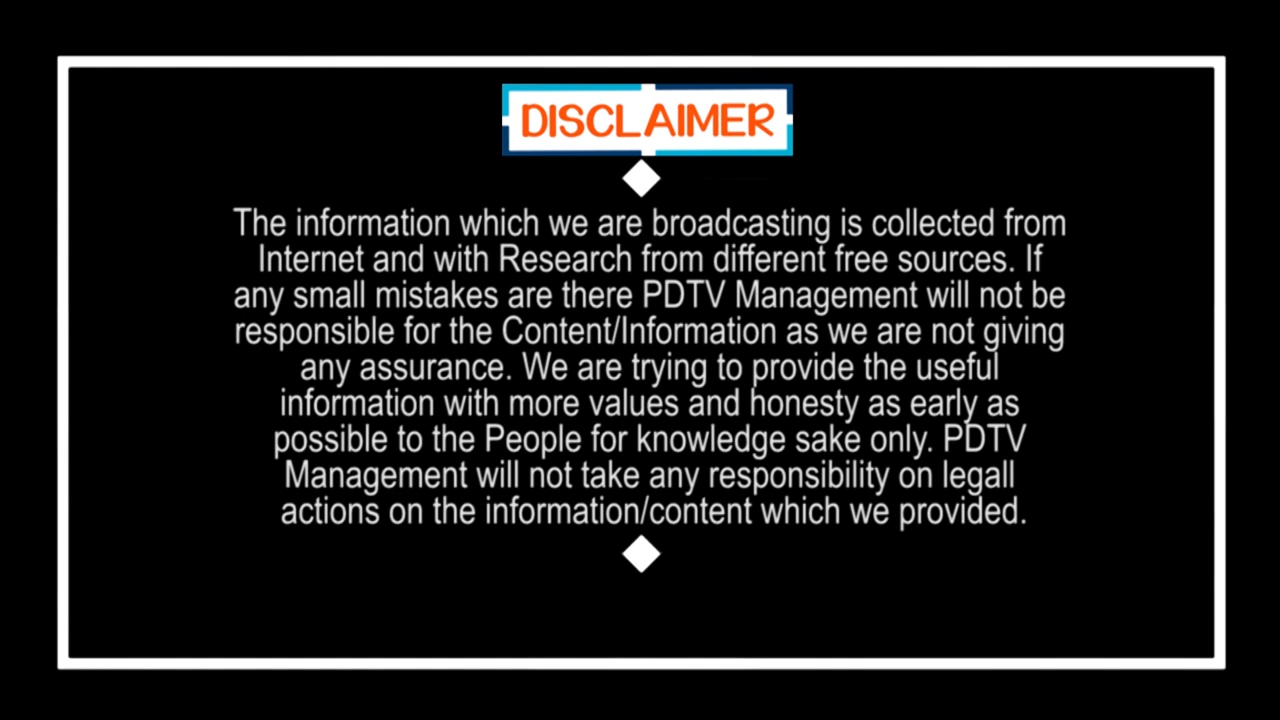 DISCLAIMER
The information which we are broadcasting is collected from
Internet and with Research from different free sources. If
any small mistakes are there PDTV Management will not be
responsible for the Content/Information as we are not giving
any assurance. We are trying to provide the useful
information with more values and honesty as early as
possible to the People for knowledge sake only. PDTV
Management will not take any responsibility on legall
actions on the information/content which we provided.